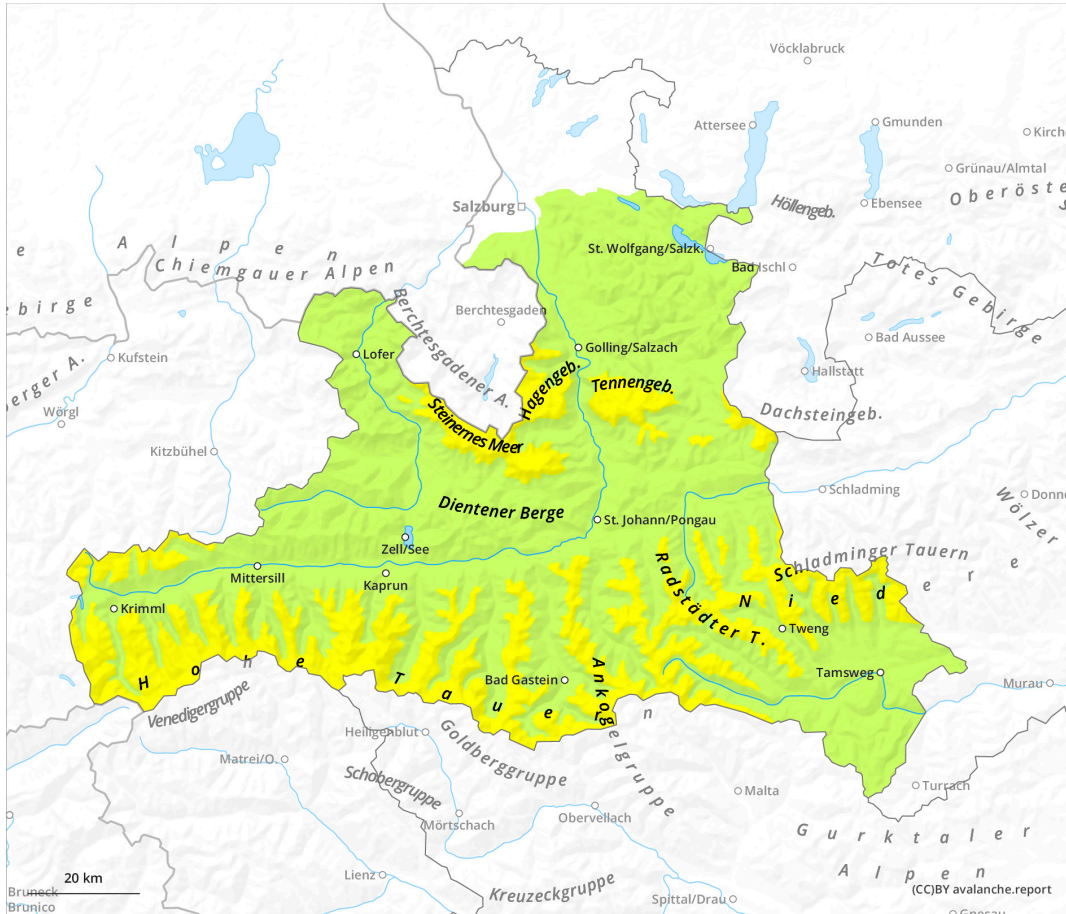 Vöcklabruck
Attersee
Gmunden
Kirch
Grünau/Almtal
Oberöste
Salzburg
Höllengeb.
Ebensee
St. Wolfgang/Salzk.
Bad Ischl
Alpen
Chiemgauer Alpen
Totes Gebirge
ebirge
Berchtesgaden
Berchtesgadener A.
Bad Aussee
Kufstein
Lofer
Golling/Salzach
Hallstatt
berger A.
Wörgl
Hagengeb.
Tennengeb.
Steinernes Meer
Dachsteingeb.
Kitzbühel
Schladming
Donne
Wölzer
Dientener Berge
St. Johann/Pongau
Zell/See
Mittersill
Kaprun
Schladminger Tauern
Radstädter T.
Nied
ere
Krimml
Tweng
Hohe Tauern
Bad Gastein
Ankogelgruppe
Tamsweg
Murau
Venedigergruppe
Heiligenblut
Goldberggruppe
Matrei/O.
Schobergruppe
Malta
Turrach
Mörtschach
Obervellach
Gurktaler
Alpen
20 km
Lienz
Kreuzeckgruppe
Spittal/Drau
Bruneck
Brunico
(CC)BY avalanche.report
Gnesau